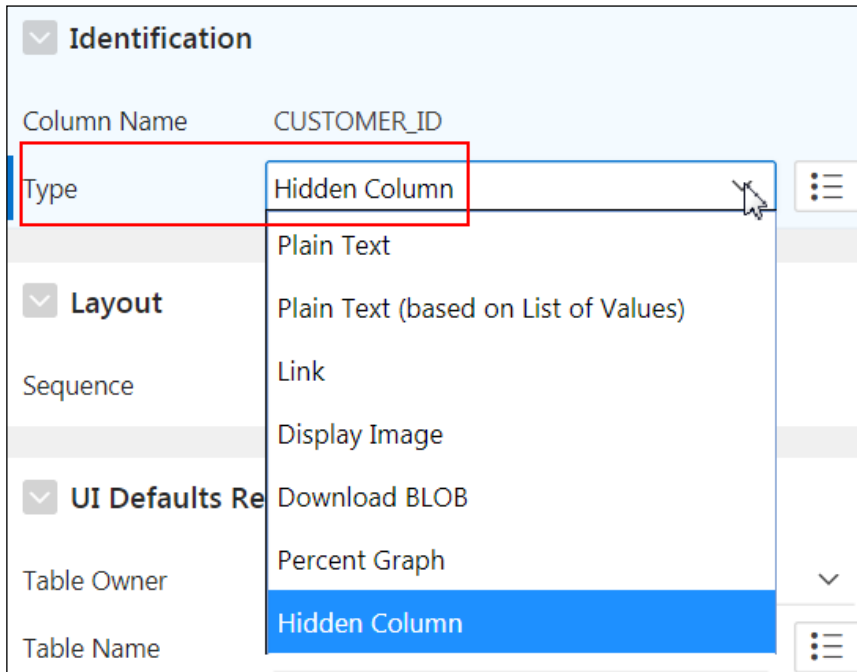 Identification
Column Name CUSTOMER_ID
Type Hidden Column
Plain Text
Layout
Plain Text (based on List of Values)
Link
Sequence
Display Image
UI Defaults Re Download BLOB
Percent Graph
Table Owner
Hidden Column
Table Name